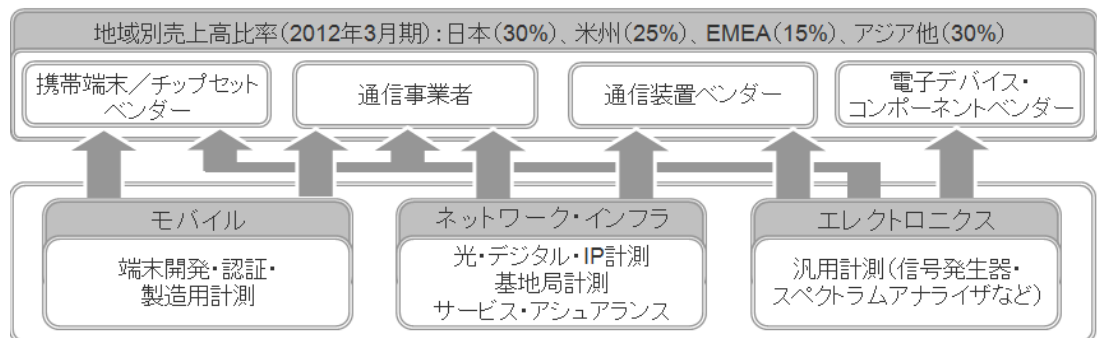 地域別売上高比率(2012年3月期):日本(30%)、米州(25%)、EMEA(15%)、アジア他(30%)
携帯端末/チップセット
ベンダー
通信事業者
通信装置ベンダー
電子デバイス・
コンポーネントベンダー
モバイル
端末開発・認証・
製造用計測
ネットワーク・インフラ
光・デジタル・IP計測
基地局計測
サービス・アシュアランス
エレクトロニクス
汎用計測(信号発生器・
スペクトラムアナライザなど)